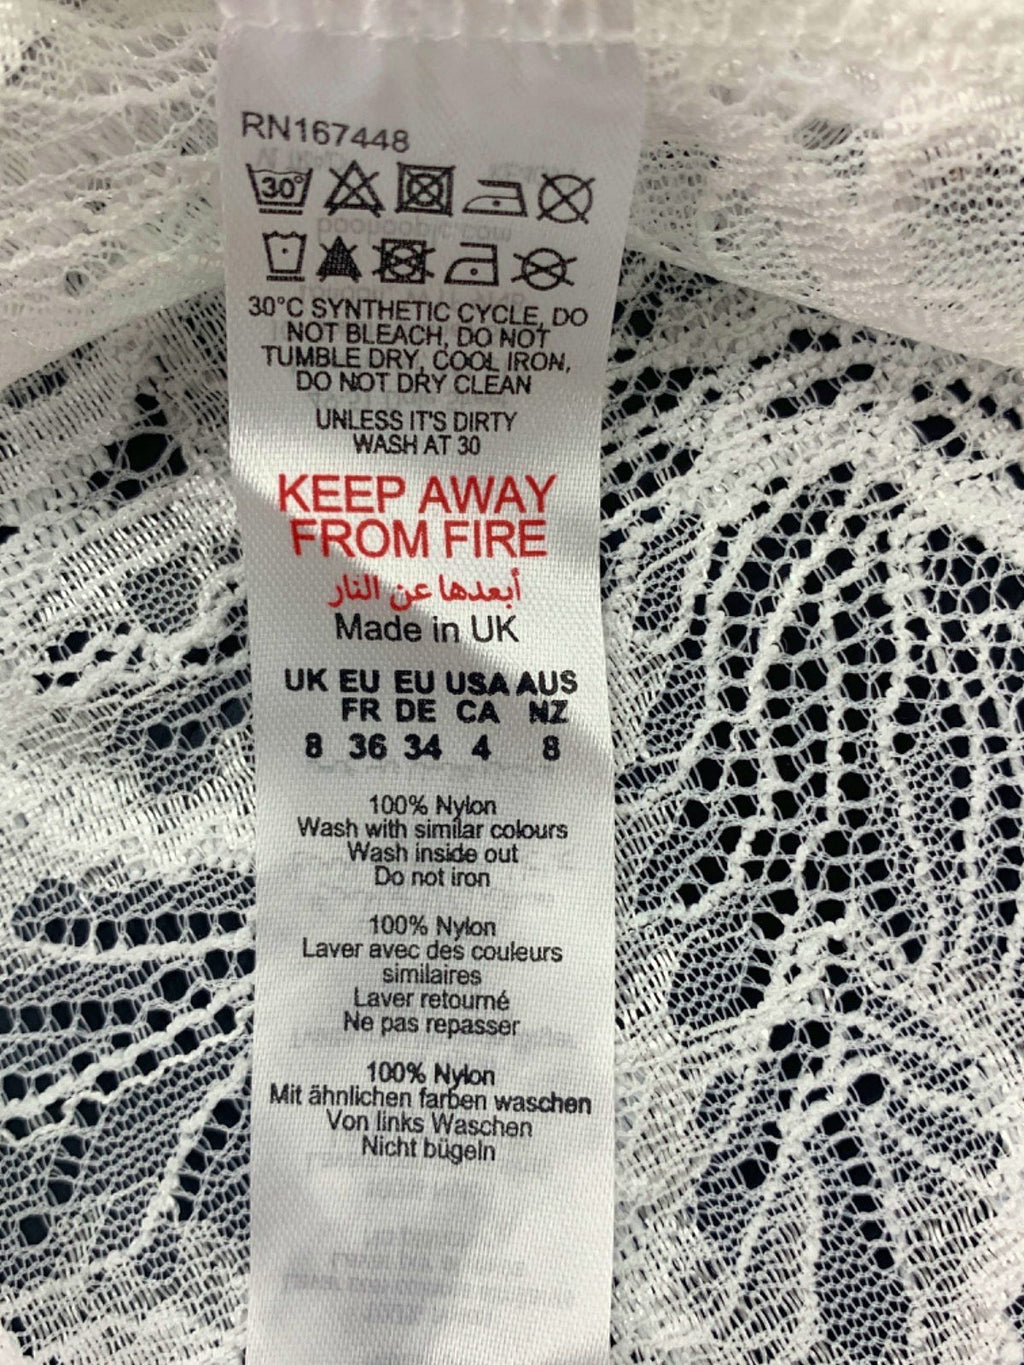 RN167448
30°
30°C SYNTHETIC CYCLE, DO
NOT BLEACH, DO NOT
TUMBLE DRY, COOL IRON,
DO NOT DRY CLEAN
UNLESS IT'S DIRTY
WASH AT 30
KEEP AWAY
FROM FIRE
أبعدها عن النار
Made in UK
UK EU EU USA AUS
FR DE CA NZ
8 36 34 4 8
100% Nylon
Wash with similar colours
Wash inside out
Do not iron
100% Nylon
Laver avec des couleurs
similaires
Laver retourné
Ne pas repasser
100% Nylon
Mit ähnlichen farben waschen
Von links Waschen
Nicht bügeln